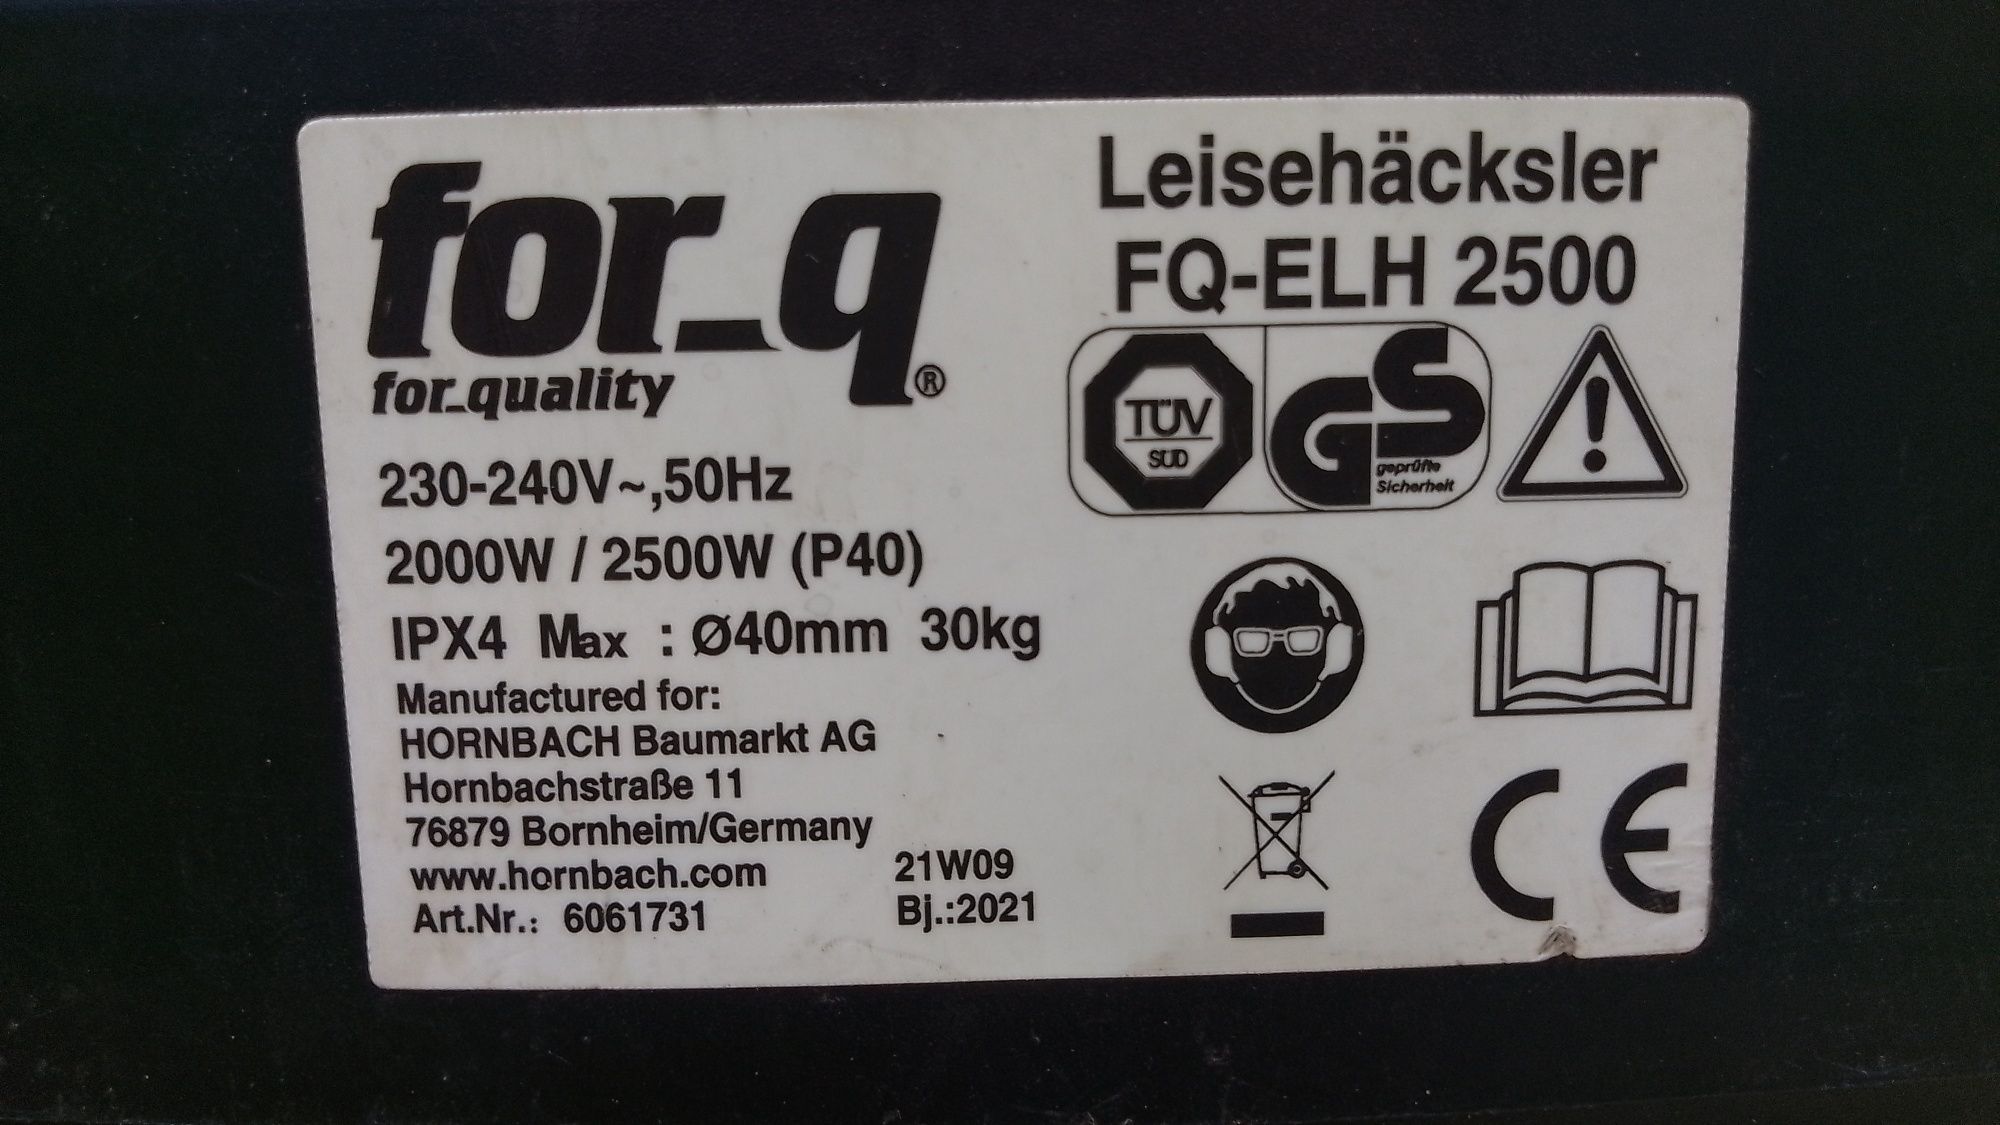 for_q®
for_quality
230-240V~,50Hz
2000W / 2500W (P40)
IPX4 Max : Ø40mm 30kg
Manufactured for:
HORNBACH Baumarkt AG
Hornbachstraße 11
76879 Bornheim/Germany
www.hornbach.com
Art.Nr.: 6061731
21W09
Bj.:2021
Leisehäcksler
FQ-ELH 2500
TÜV
SÜD
GS
geprüfte
Sicherheit
!
CE